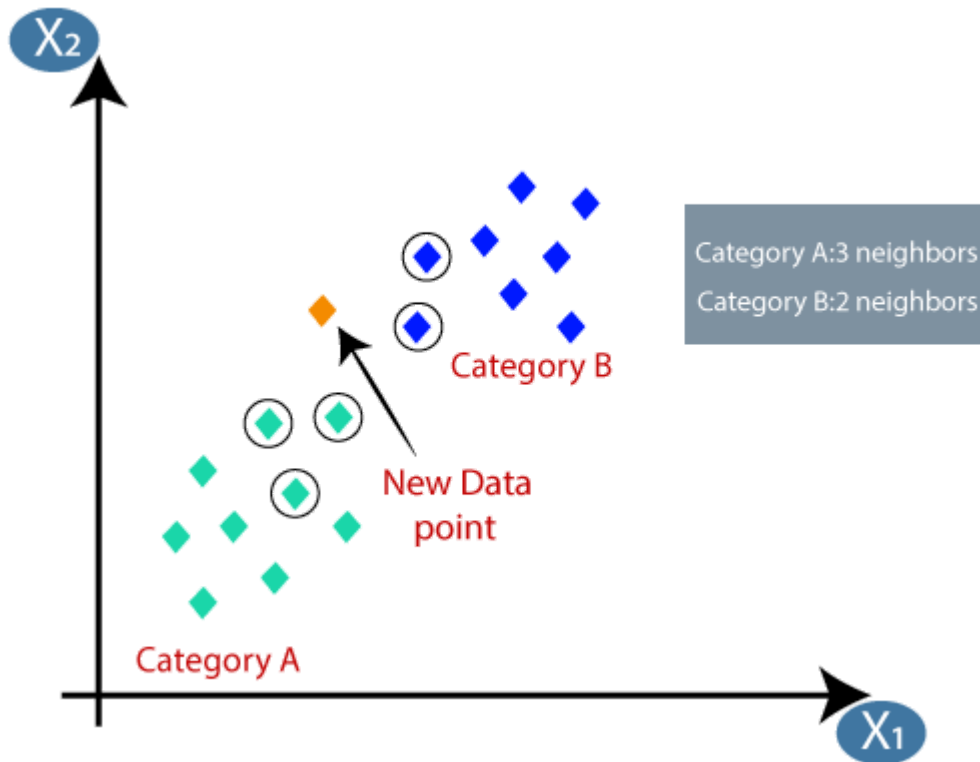 X₂
Category A:3 neighbors
Category B:2 neighbors
Category B
New Data
point
Category A
X₁